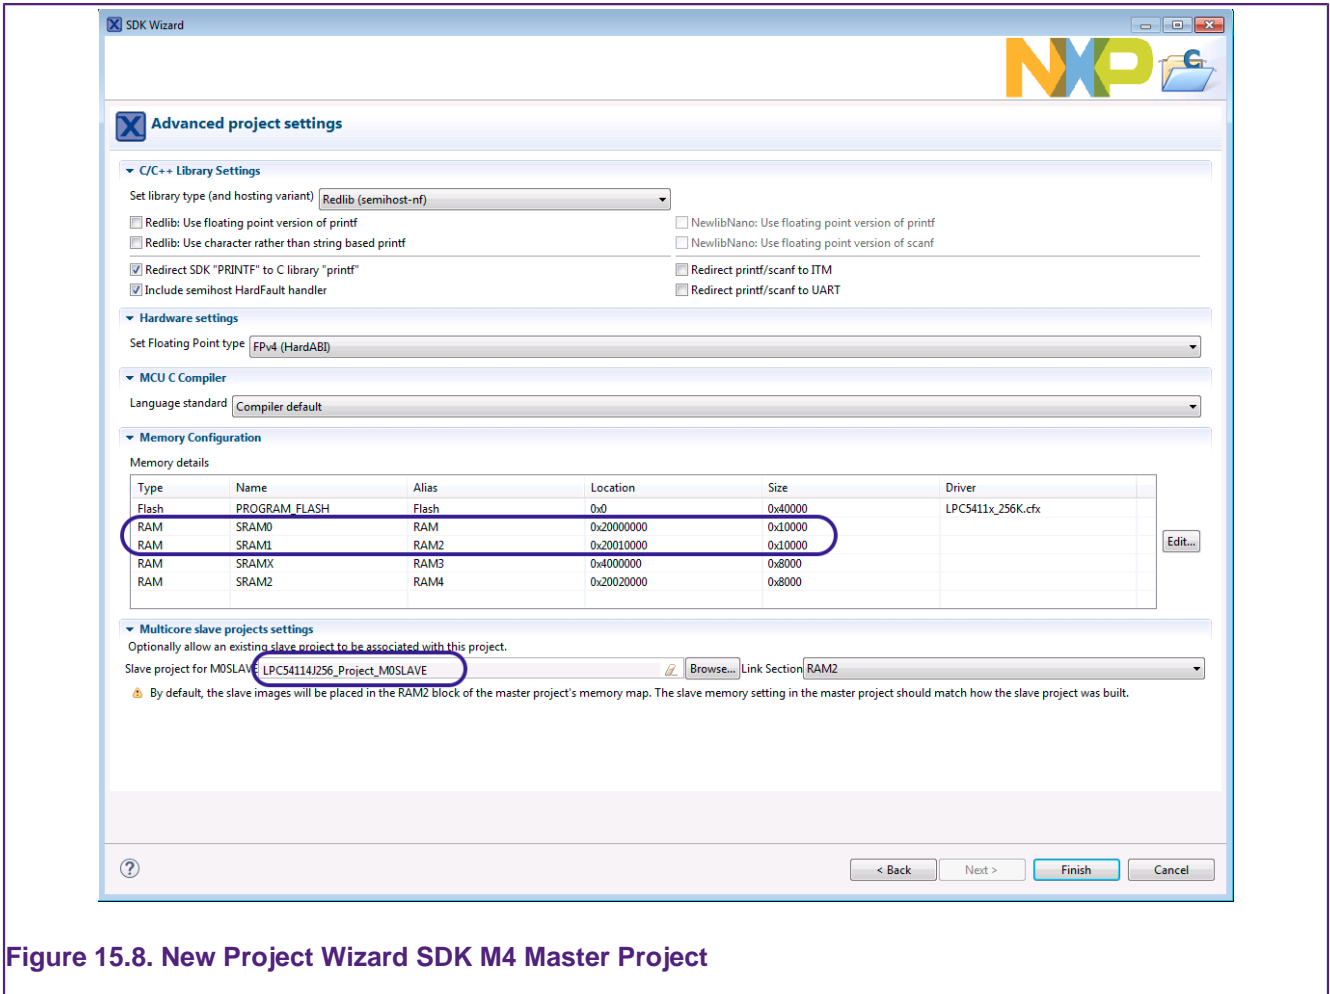 SDK Wizard
NXP
Advanced project settings
C/C++ Library Settings
Set library type (and hosting variant) Redlib (semihost-nf)
Redlib: Use floating point version of printf NewlibNano: Use floating point version of printf
Redlib: Use character rather than string based printf NewlibNano: Use floating point version of scanf
Redirect SDK "PRINTF" to C library "printf" Redirect printf/scanf to ITM
Include semihost HardFault handler Redirect printf/scanf to UART
Hardware settings
Set Floating Point type FPv4 (HardABI)
MCU C Compiler
Language standard Compiler default
Memory Configuration
Memory details
Type Name Alias Location Size Driver
Flash PROGRAM_FLASH Flash 0x0 0x40000 LPC5411x_256K.cfx
RAM SRAM0 RAM 0x20000000 0x10000
RAM SRAM1 RAM2 0x20010000 0x10000
Edit...
RAM SRAMX RAM3 0x4000000 0x8000
RAM SRAM2 RAM4 0x20020000 0x8000
Multicore slave projects settings
Optionally allow an existing slave project to be associated with this project.
Slave project for M0SLAVE LPC54114J256_Project_M0SLAVE Browse... Link Section RAM2
By default, the slave images will be placed in the RAM2 block of the master project's memory map. The slave memory setting in the master project should match how the slave project was built.
< Back Next > Finish Cancel
Figure 15.8. New Project Wizard SDK M4 Master Project